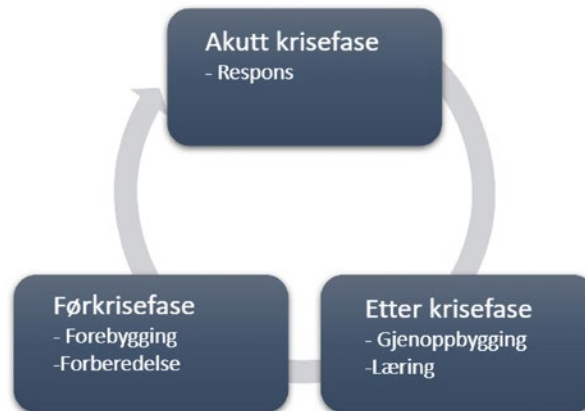 Akutt krisefase
- Respons
Førkrisefase
- Forebygging
-Forberedelse
Etter krisefase
- Gjenoppbygging
-Læring